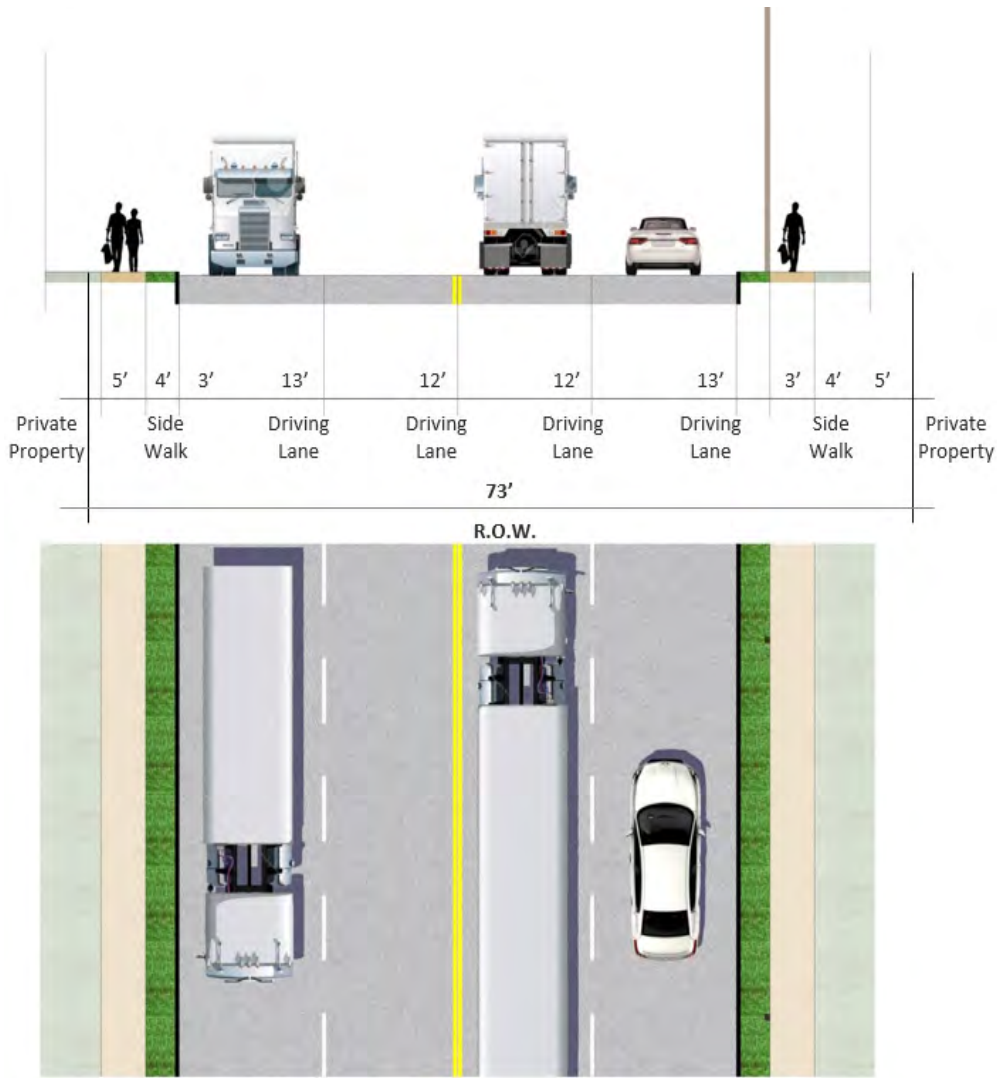 5’ 4’ 3’ 13’ 12’ 12’ 13’ 3’ 4’ 5’
Private Side Driving Driving Driving Driving Side Private
Property Walk Lane Lane Lane Lane Walk Property
73’
R.O.W.